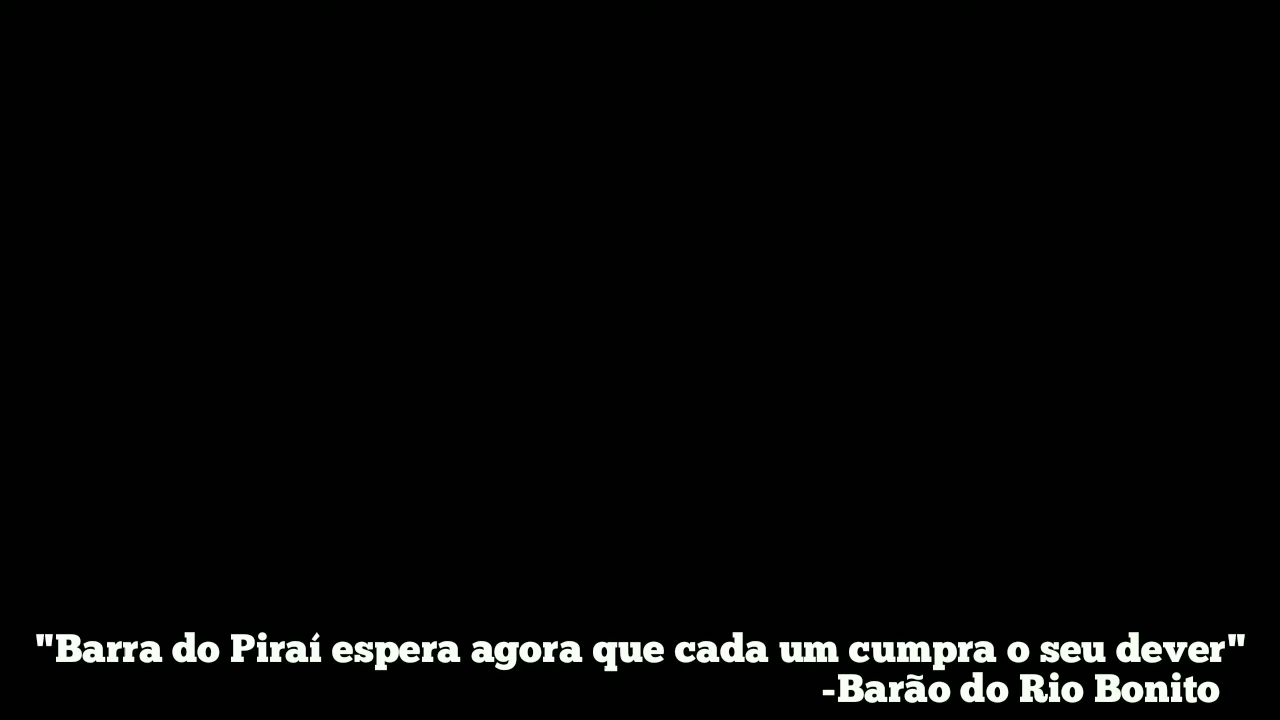 "Barra do Piraí espera agora que cada um cumpra o seu dever"
-Barão do Rio Bonito